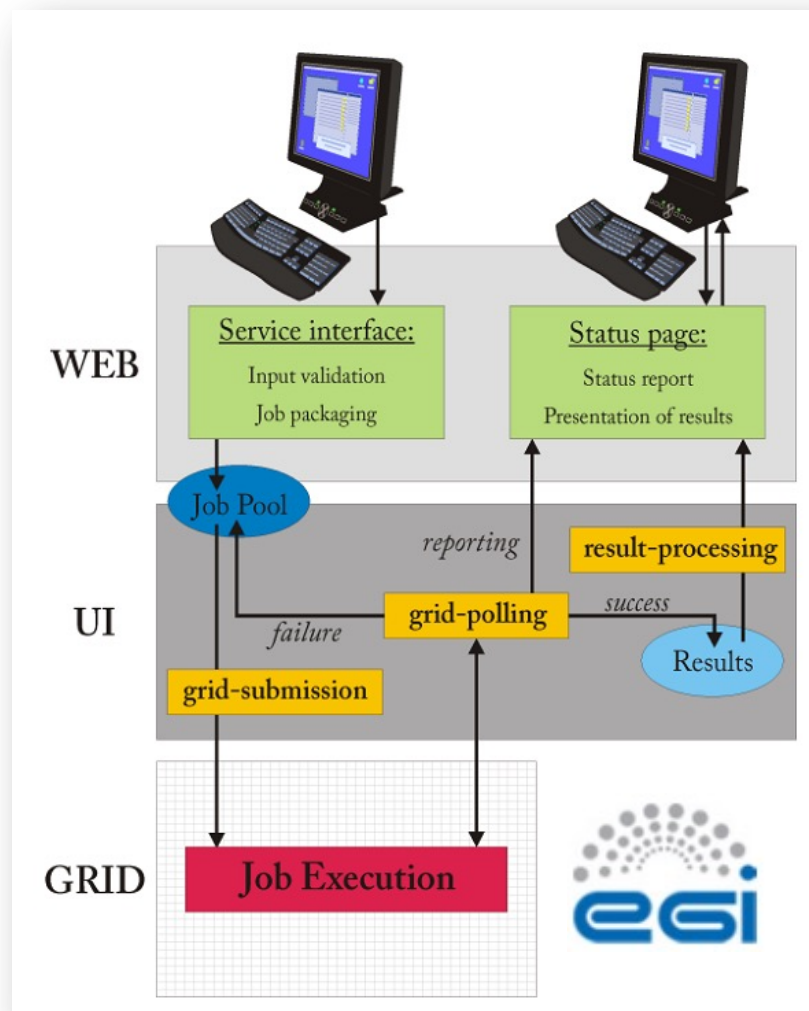 WEB
Service interface:
Input validation
Job packaging
Status page:
Status report
Presentation of results
Job Pool
UI
reporting
result-processing
failure
grid-polling
success
Results
grid-submission
GRID
Job Execution
egi